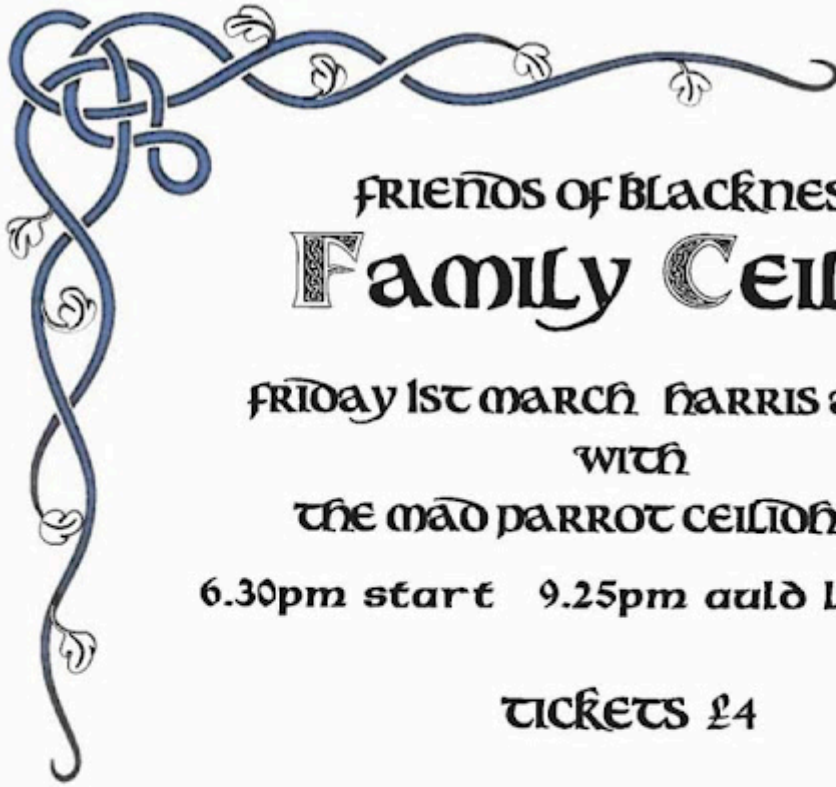 FRIENDS OF BLACKNES
FAMILY CEIL
FRIDAY 1ST MARCH HARRIS
WITH
THE MAD PARROT CEILIDH
6.30pm start 9.25pm auld L
TICKETS £4